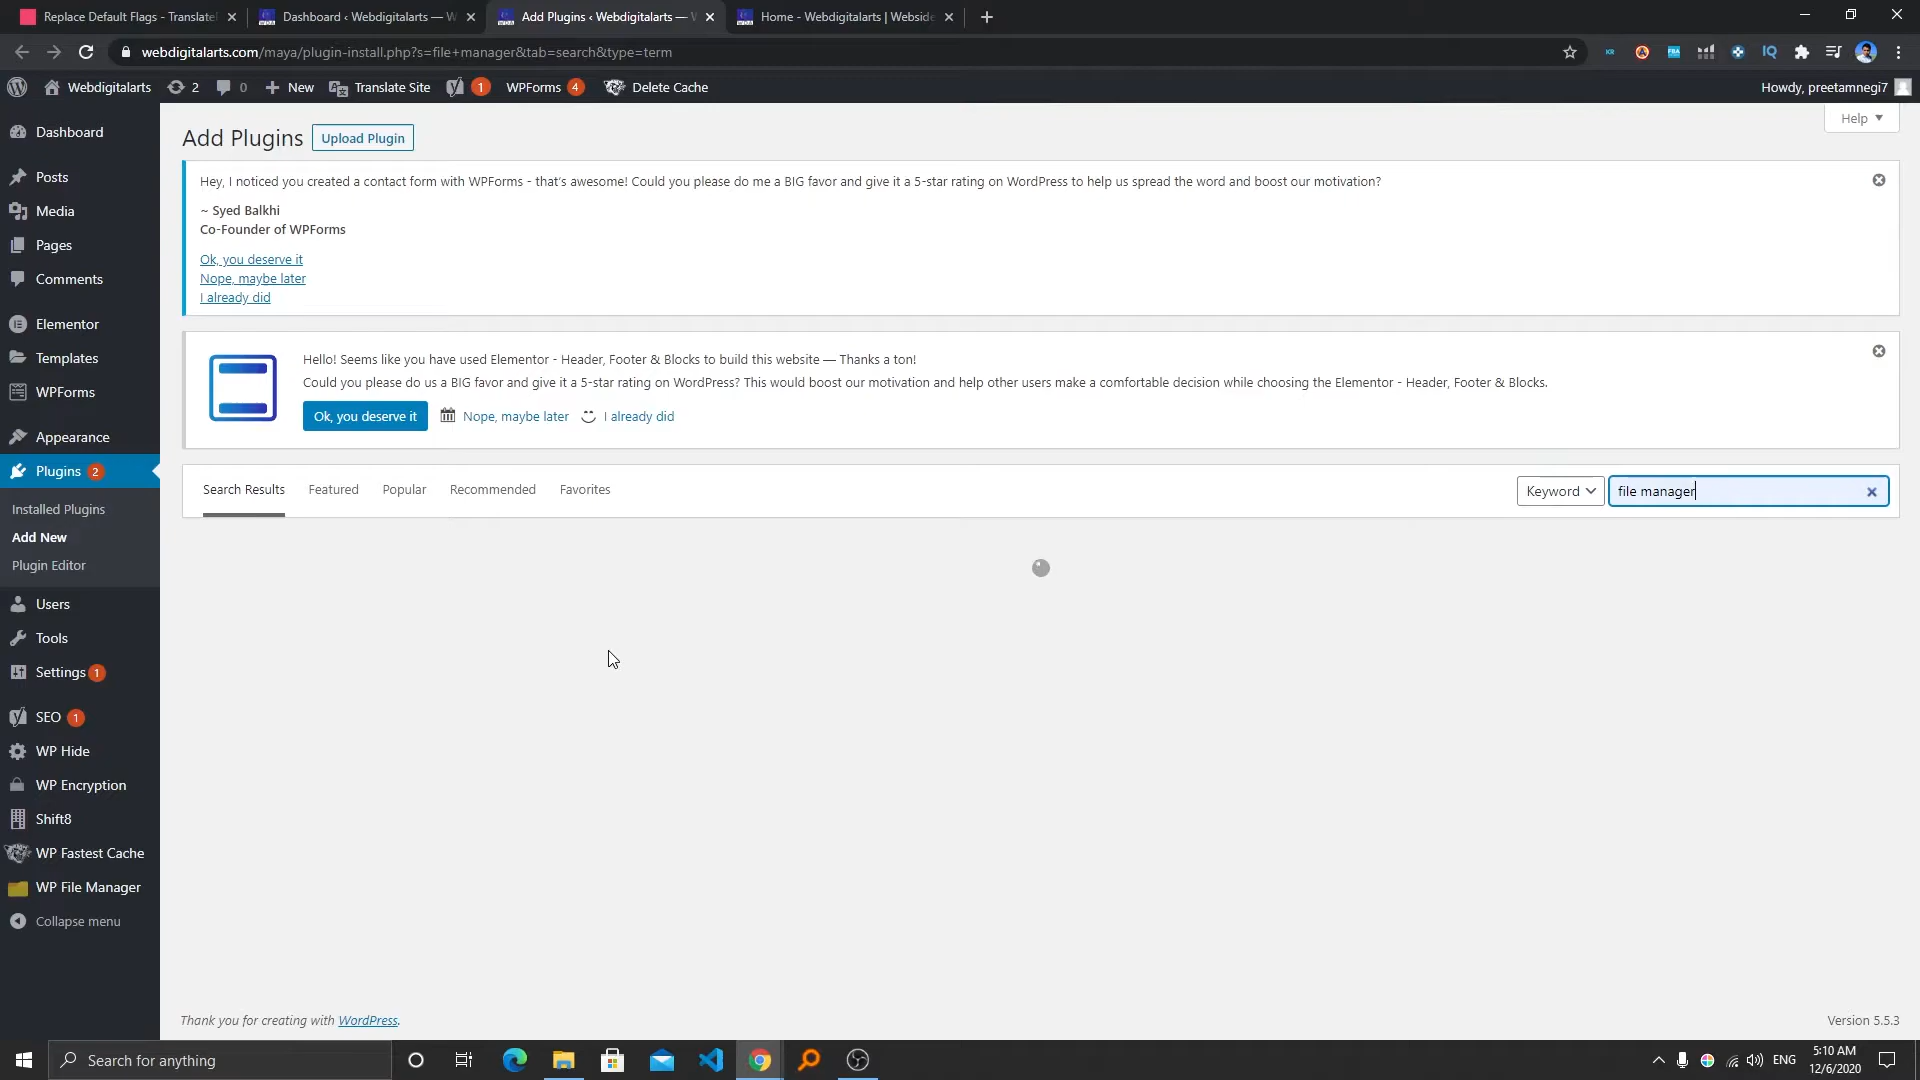 Replace Default Flags - Translatel
Dashboard ‹ Webdigitalarts — W
Add Plugins ‹ Webdigitalarts — V
Home - Webdigitalarts | Webside
webdigitalarts.com/maya/plugin-install.php?s=file+manager&tab=search&type=term
Webdigitalarts
2
0
New
Translate Site
1
WPForms 4
Delete Cache
Howdy, preetamnegi7
Dashboard
Posts
Media
Pages
Comments
Elementor
Templates
WPForms
Appearance
Plugins 2
Installed Plugins
Add New
Plugin Editor
Users
Tools
Settings 1
SEO 1
WP Hide
WP Encryption
Shift8
WP Fastest Cache
WP File Manager
Collapse menu
Help
Add Plugins
Upload Plugin
Hey, I noticed you created a contact form with WPForms - that's awesome! Could you please do me a BIG favor and give it a 5-star rating on WordPress to help us spread the word and boost our motivation?
~ Syed Balkhi
Co-Founder of WPForms
Ok, you deserve it
Nope, maybe later
I already did
Hello! Seems like you have used Elementor - Header, Footer & Blocks to build this website — Thanks a ton!
Could you please do us a BIG favor and give it a 5-star rating on WordPress? This would boost our motivation and help other users make a comfortable decision while choosing the Elementor - Header, Footer & Blocks.
Ok, you deserve it
Nope, maybe later
I already did
Search Results
Featured
Popular
Recommended
Favorites
Keyword
file manager
Thank you for creating with WordPress.
Version 5.5.3
Search for anything
ENG
5:10 AM
12/6/2020